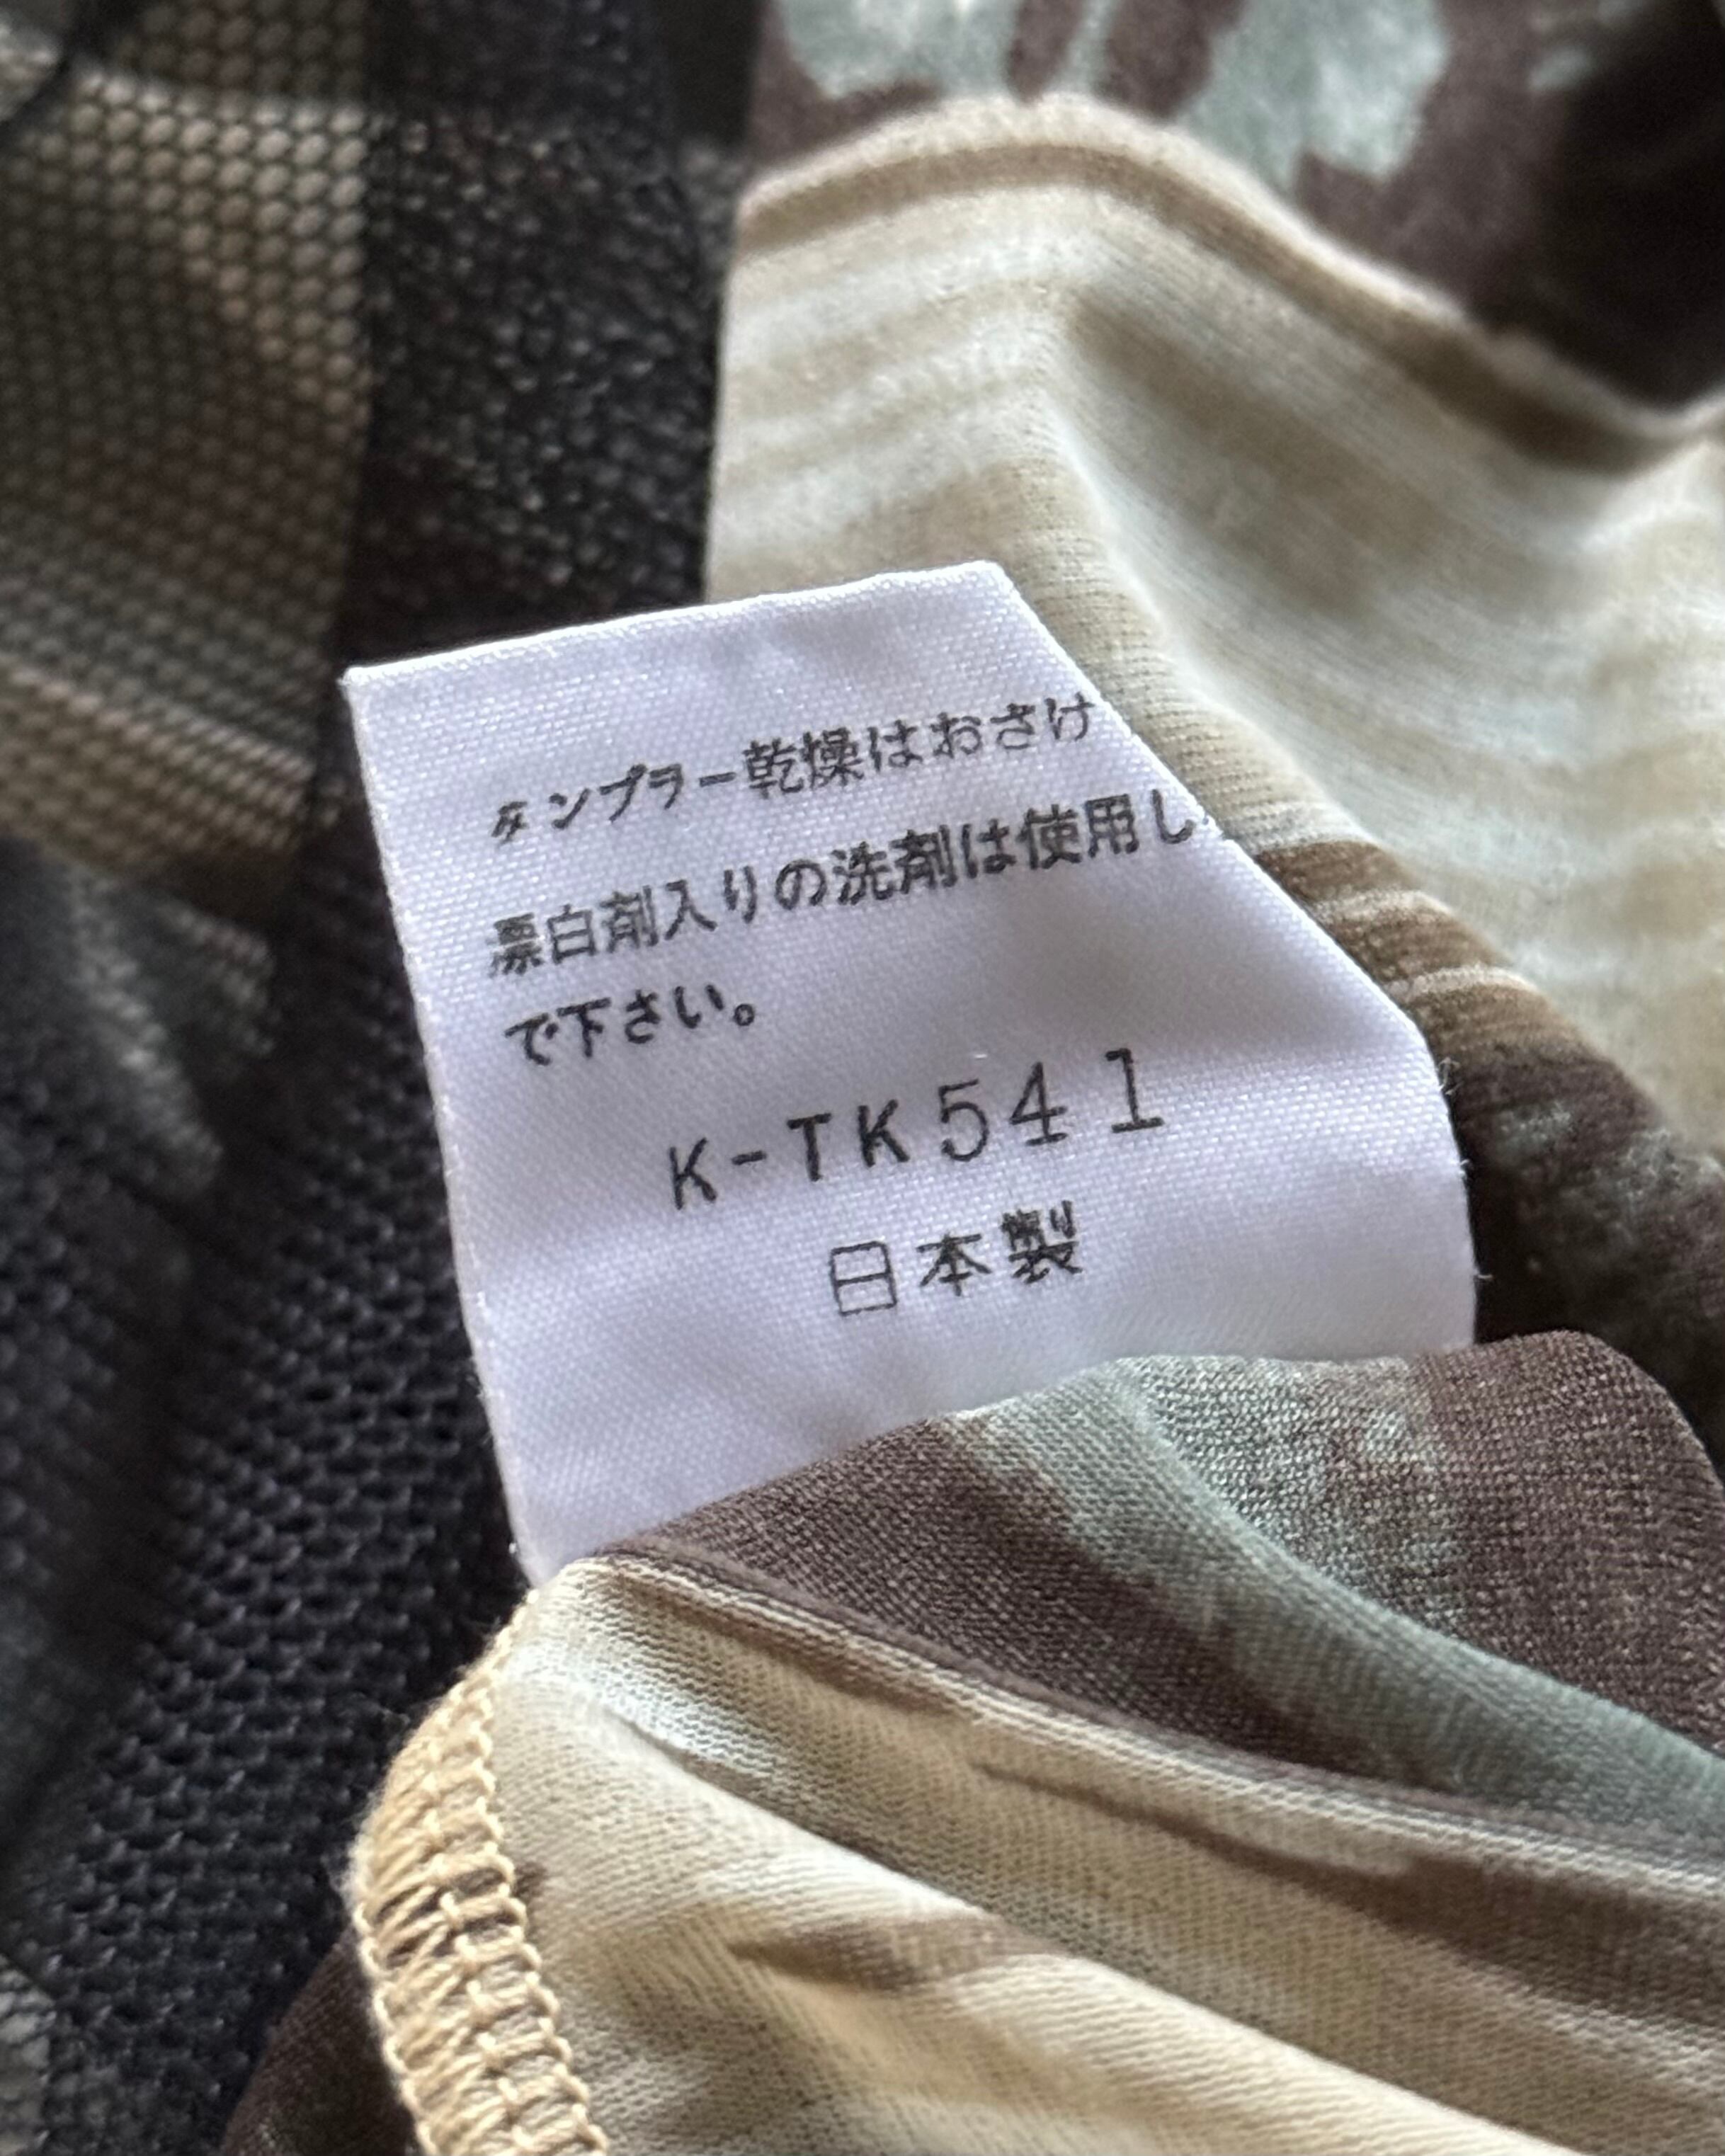 タンブラー乾燥はおさけ
漂白剤入りの洗剤は使用し
で下さい。
K-TK541
日本製